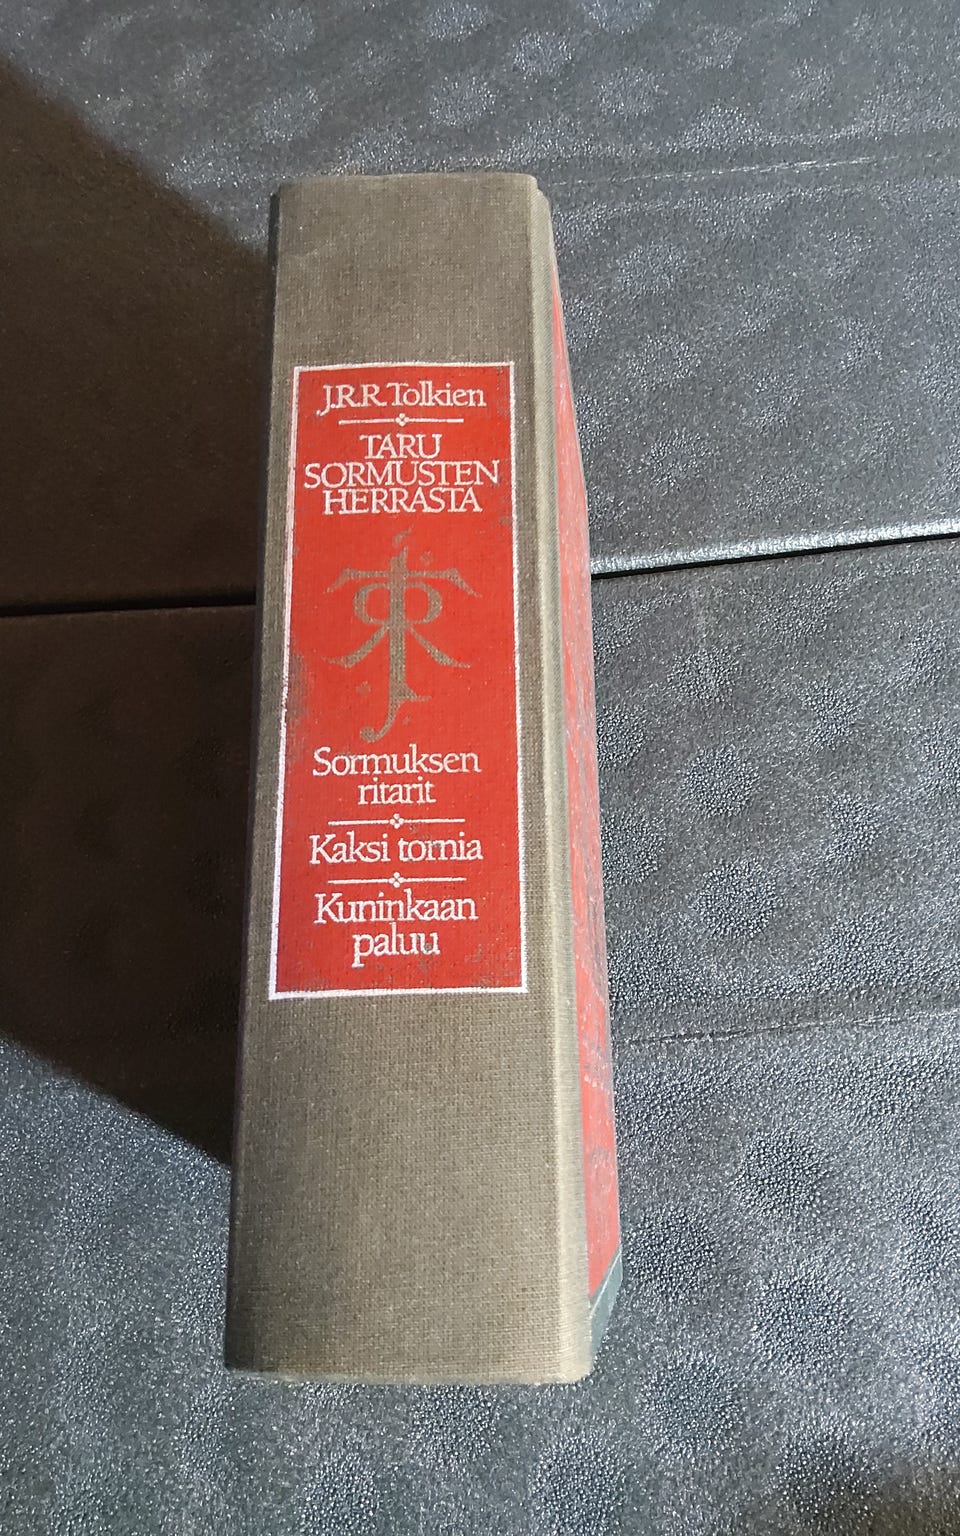 J.R.R. Tolkien
TARU
SORMUSTEN
HERRASTA
Sormuksen
ritarit
Kaksi tornia
Kuninkaan
paluu